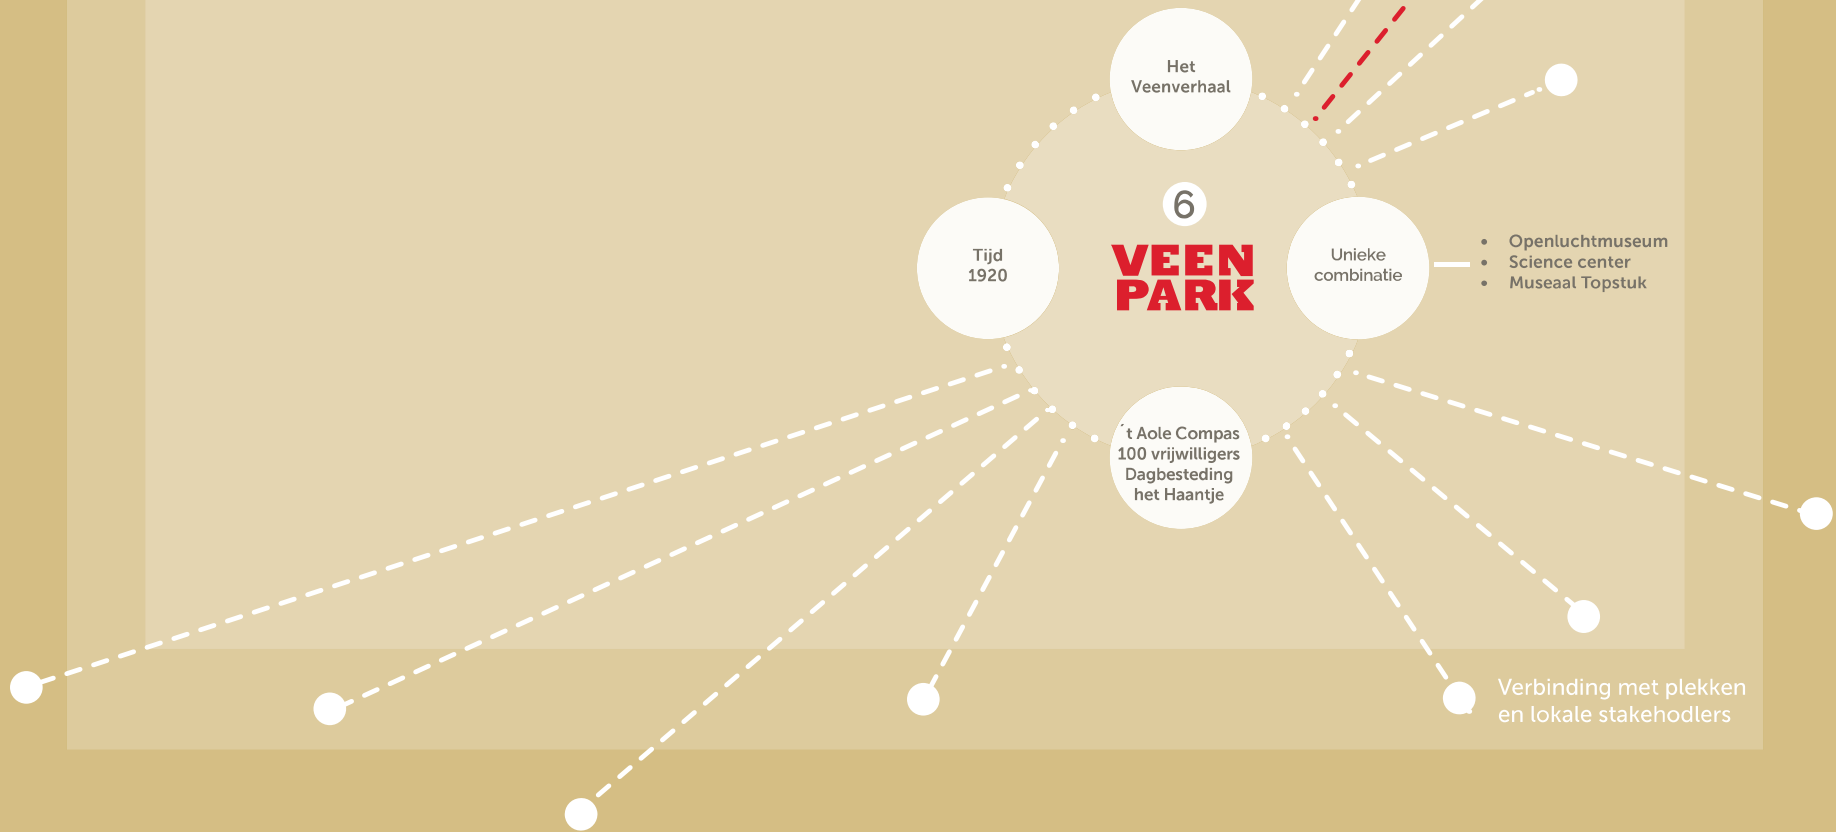 Het
Veenverhaal
6
VEEN
PARK
Tijd
1920
Unieke
combinatie
• Openluchtmuseum
• Science center
• Museaal Topstuk
´t Aole Compas
100 vrijwilligers
Dagbesteding
het Haantje
Verbinding met plekken
en lokale stakehodlers